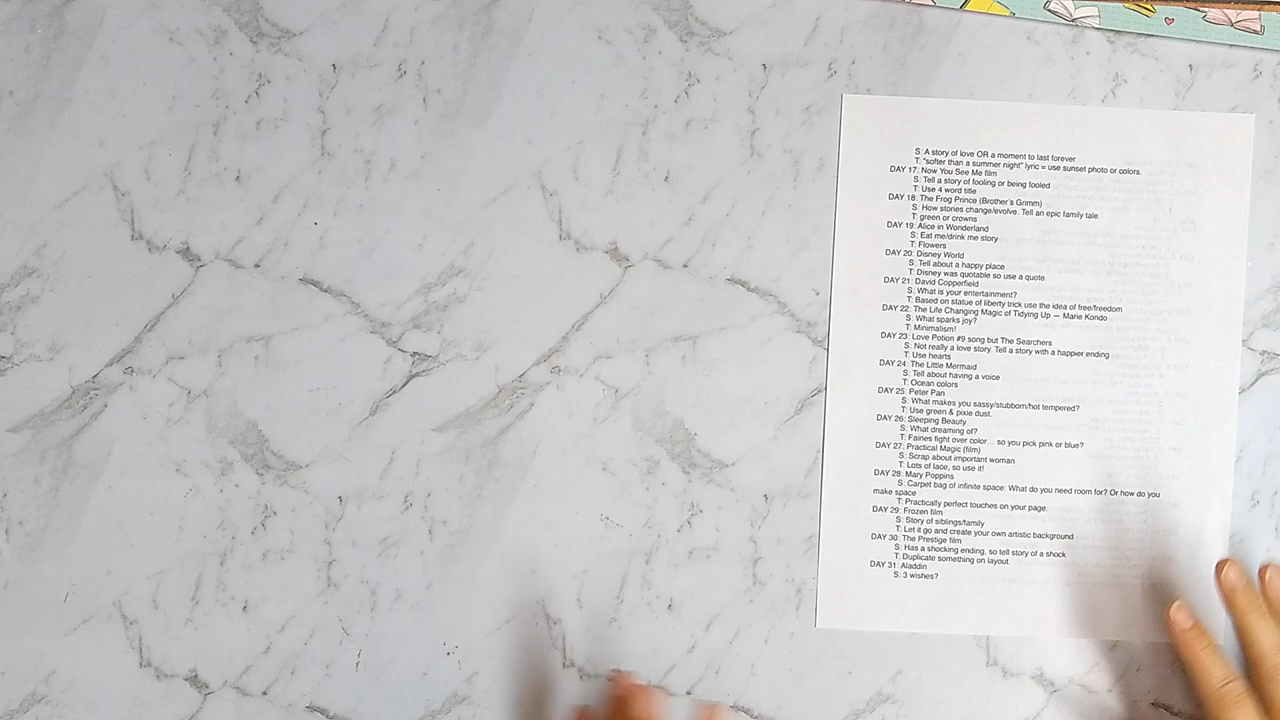 S: A story of love OR a moment to last forever
T: "softer than a summer night" lyric = use sunset photo or colors.
DAY 17: Now You See Me film
S: Tell a story of fooling or being fooled
T: Use 4 word title
DAY 18: The Frog Prince (Brother's Grimm)
S: How stories change/evolve. Tell an epic family tale.
T: green or crowns
DAY 19: Alice in Wonderland
S: Eat me/drink me story
T: Flowers
DAY 20: Disney World
S: Tell about a happy place
T: Disney was quotable so use a quote.
DAY 21: David Copperfield
S: What is your entertainment?
T: Based on statue of liberty trick use the idea of free/freedom
DAY 22: The Life Changing Magic of Tidying Up — Marie Kondo
S: What sparks joy?
T: Minimalism!
DAY 23: Love Potion #9 song but The Searchers
S: Not really a love story. Tell a story with a happier ending
T: Use hearts
DAY 24: The Little Mermaid
S: Tell about having a voice
T: Ocean colors
DAY 25: Peter Pan
S: What makes you sassy/stubborn/hot tempered?
T: Use green & pixie dust.
DAY 26: Sleeping Beauty
S: What dreaming of?
T: Fairies fight over color... so you pick pink or blue?
DAY 27: Practical Magic (film)
S: Scrap about important woman
T: Lots of lace, so use it!
DAY 28: Mary Poppins
S: Carpet bag of infinite space: What do you need room for? Or how do you
make space
T: Practically perfect touches on your page.
DAY 29: Frozen film
S: Story of siblings/family
T: Let it go and create your own artistic background
DAY 30: The Prestige film
S: Has a shocking ending, so tell story of a shock
T: Duplicate something on layout.
DAY 31: Aladdin
S: 3 wishes?